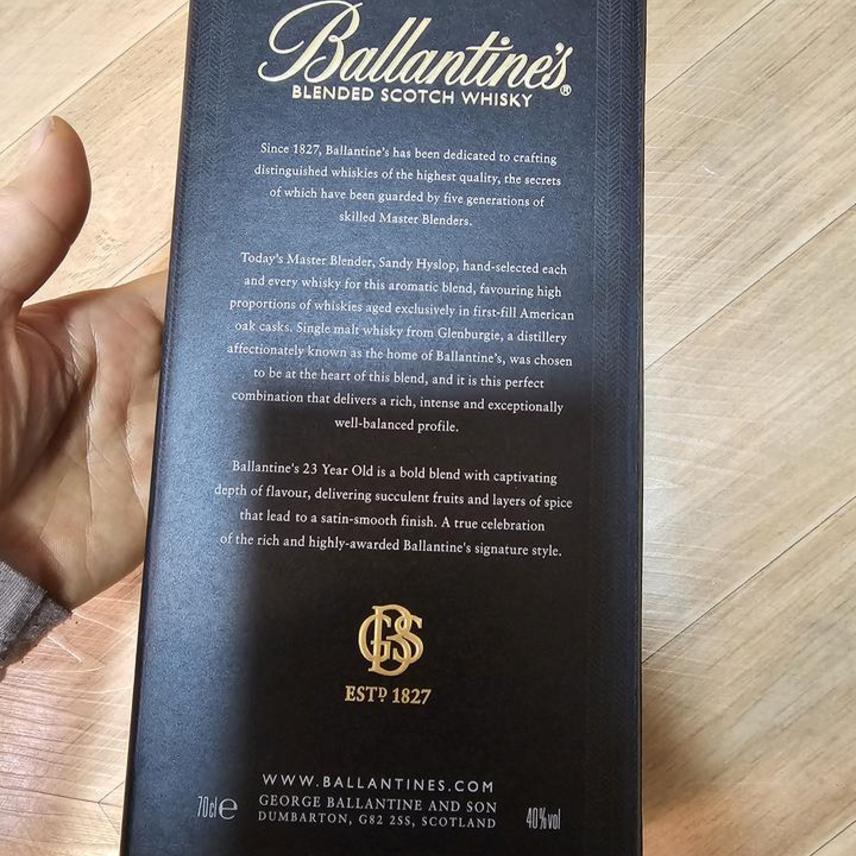 Ballantine's®
BLENDED SCOTCH WHISKY
Since 1827, Ballantine's has been dedicated to crafting
distinguished whiskies of the highest quality, the secrets
of which have been guarded by five generations of
skilled Master Blenders.
Today's Master Blender, Sandy Hyslop, hand-selected each
and every whisky for this aromatic blend, favouring high
proportions of whiskies aged exclusively in first-fill American
oak casks. Single malt whisky from Glenburgie, a distillery
affectionately known as the home of Ballantine's, was chosen
to be at the heart of this blend, and it is this perfect
combination that delivers a rich, intense and exceptionally
well-balanced profile.
Ballantine's 23 Year Old is a bold blend with captivating
depth of flavour, delivering succulent fruits and layers of spice
that lead to a satin-smooth finish. A true celebration
of the rich and highly-awarded Ballantine's signature style.
GBS
ESTD. 1827
WWW.BALLANTINES.COM
70cl℮ GEORGE BALLANTINE AND SON 40%vol
DUMBARTON, G82 2SS, SCOTLAND